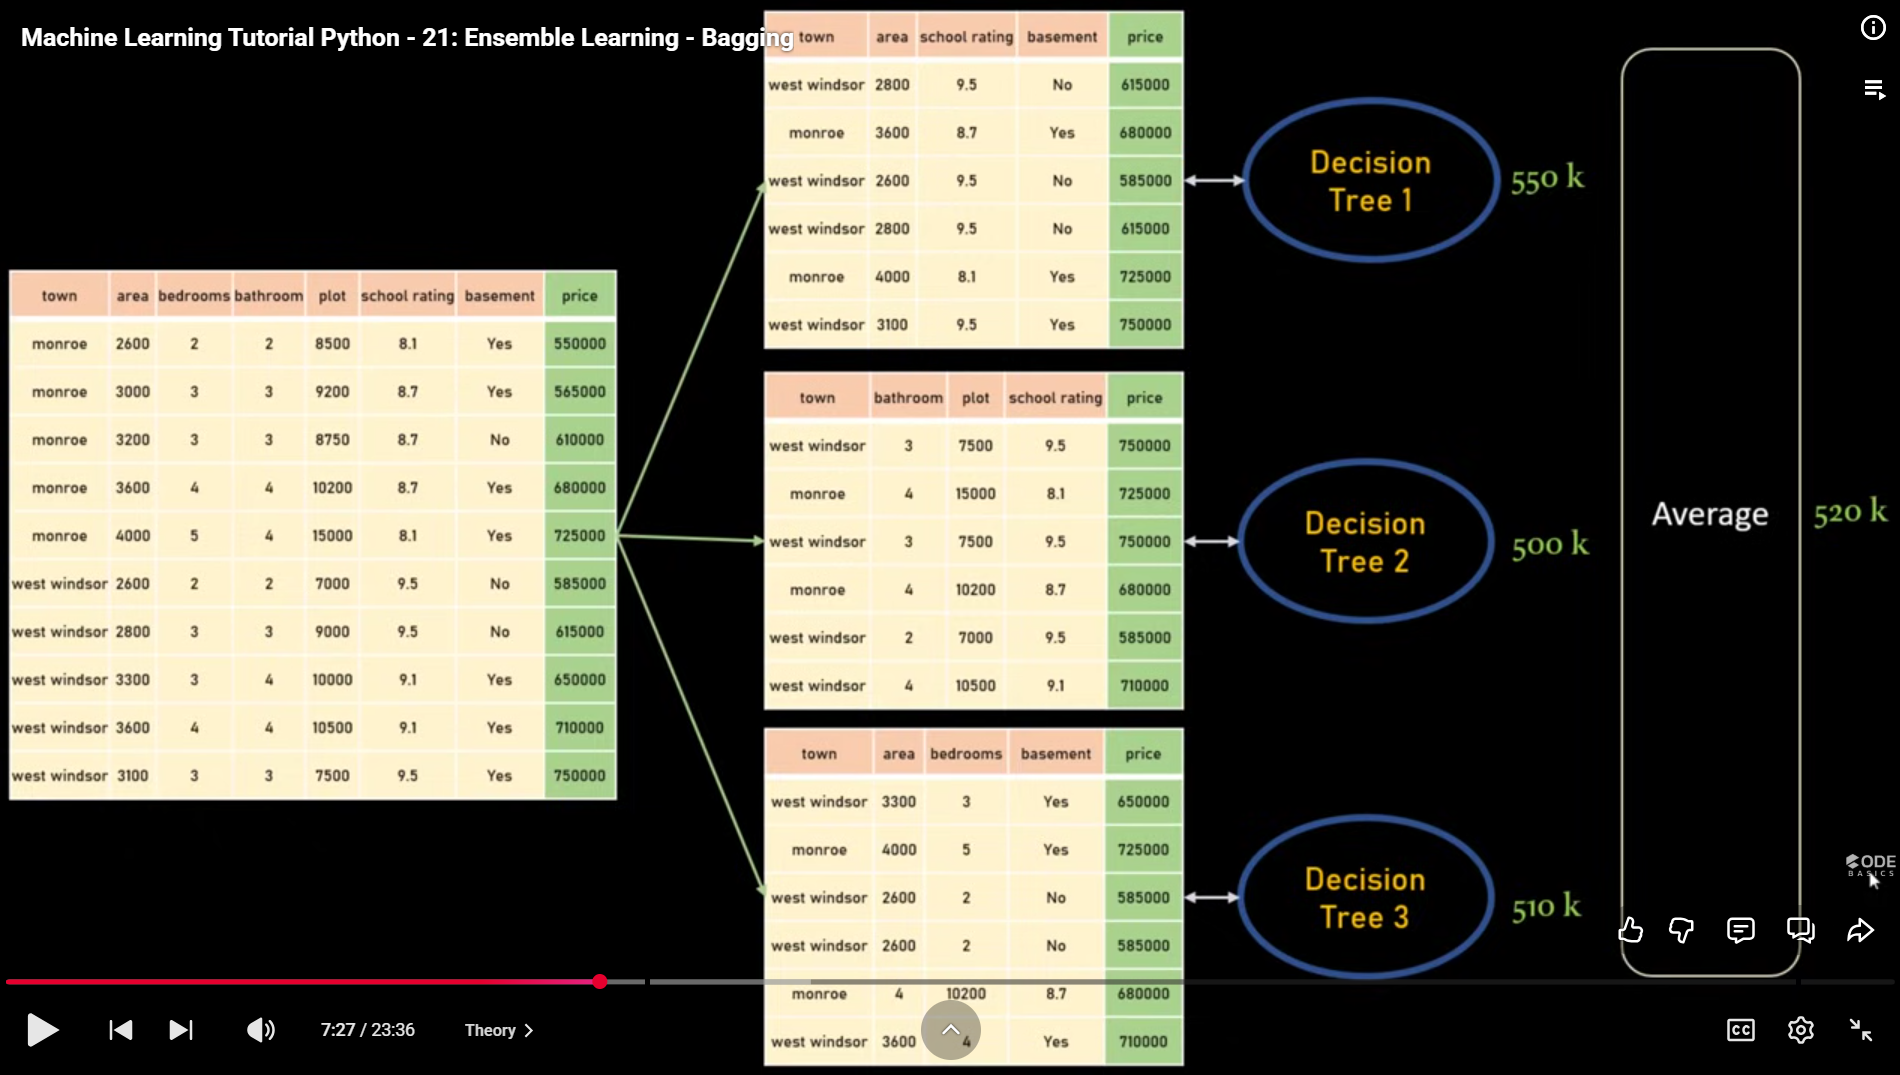 Machine Learning Tutorial Python - 21: Ensemble Learning - Bagging
town area school rating basement price
west windsor 2800 9.5 No 615000
monroe 3600 8.7 Yes 680000
west windsor 2600 9.5 No 585000
west windsor 2800 9.5 No 615000
monroe 4000 8.1 Yes 725000
west windsor 3100 9.5 Yes 750000
Decision
Tree 1
550 k
town area bedrooms bathroom plot school rating basement price
monroe 2600 2 2 8500 8.1 Yes 550000
monroe 3000 3 3 9200 8.7 Yes 565000
monroe 3200 3 3 8750 8.7 No 610000
monroe 3600 4 4 10200 8.7 Yes 680000
monroe 4000 5 4 15000 8.1 Yes 725000
west windsor 2600 2 2 7000 9.5 No 585000
west windsor 2800 3 3 9000 9.5 No 615000
west windsor 3300 3 4 10000 9.1 Yes 650000
west windsor 3600 4 4 10500 9.1 Yes 710000
west windsor 3100 3 3 7500 9.5 Yes 750000
town bathroom plot school rating price
west windsor 3 7500 9.5 750000
monroe 4 15000 8.1 725000
west windsor 3 7500 9.5 750000
monroe 4 10200 8.7 680000
west windsor 2 7000 9.5 585000
west windsor 4 10500 9.1 710000
Decision
Tree 2
500 k
Average
520 k
town area bedrooms basement price
west windsor 3300 3 Yes 650000
monroe 4000 5 Yes 725000
west windsor 2600 2 No 585000
west windsor 2600 2 No 585000
monroe 4 10200 8.7 680000
west windsor 3600 4 Yes 710000
Decision
Tree 3
510 k
CODE
BASICS
7:27 / 23:36
Theory
CC